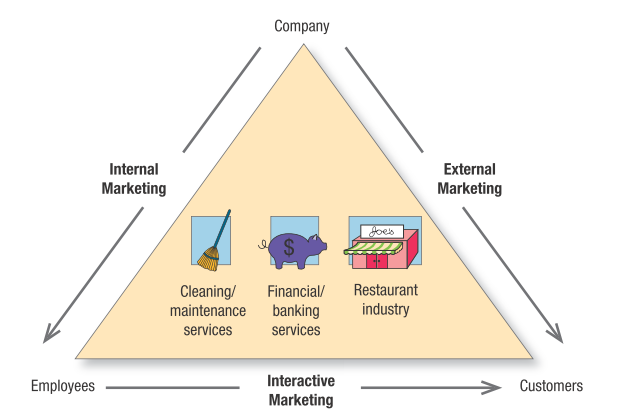 Company
Internal
Marketing
External
Marketing
Joe's
$
Cleaning/
maintenance
services
Financial/
banking
services
Restaurant
industry
Employees
Interactive
Marketing
Customers